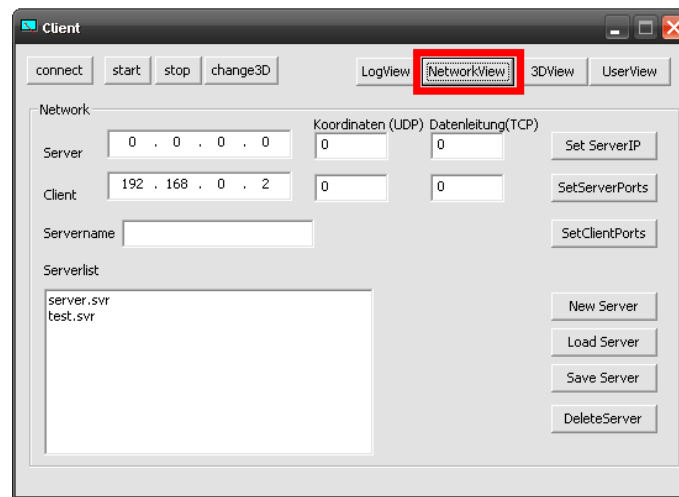 Client
connect start stop change3D LogView NetworkView 3DView UserView
Network
Koordinaten (UDP) Datenleitung(TCP)
Server 0 . 0 . 0 . 0 0 0 Set ServerIP
Client 192 . 168 . 0 . 2 0 0 SetServerPorts
Servername SetClientPorts
Serverlist
server.svr New Server
test.svr
Load Server
Save Server
DeleteServer